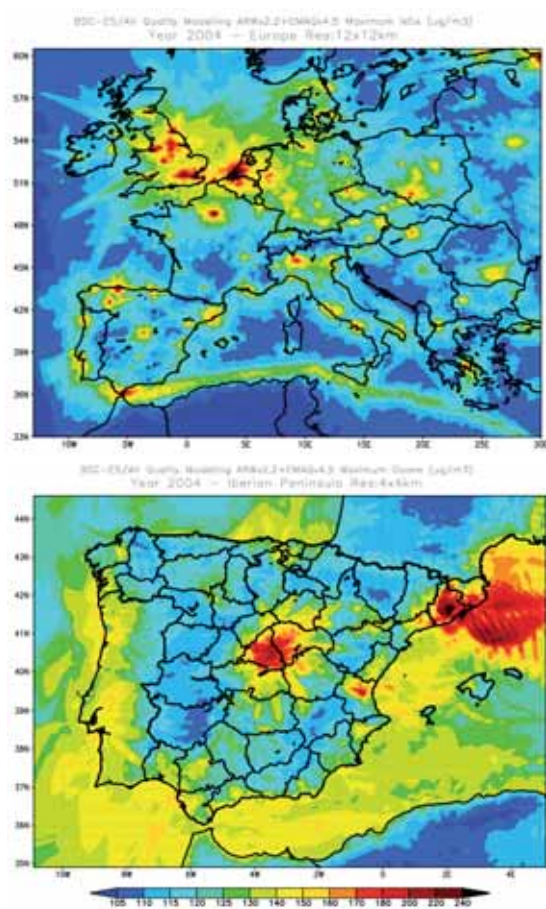 BSC-ES/Air Quality Modelling ARWv2.2+CMAQv4.5 Maximum (ug/m3)
Year 2004 – Europe Res:12x12km
60N
57N
54N
51N
48N
45N
42N
39N
36N
33N
10W 5W 0 5E 10E 15E 20E 25E 30E
BSC-ES/Air Quality Modelling ARWv2.2+CMAQv4.5 Maximum Ozone (ug/m3)
Year 2004 – Iberian Peninsula Res:4x4km
44N
43N
42N
41N
40N
39N
38N
37N
36N
35N
10W 8W 6W 4W 2W 0 2E 4E
105 110 115 120 125 130 140 150 160 170 180 200 220 240